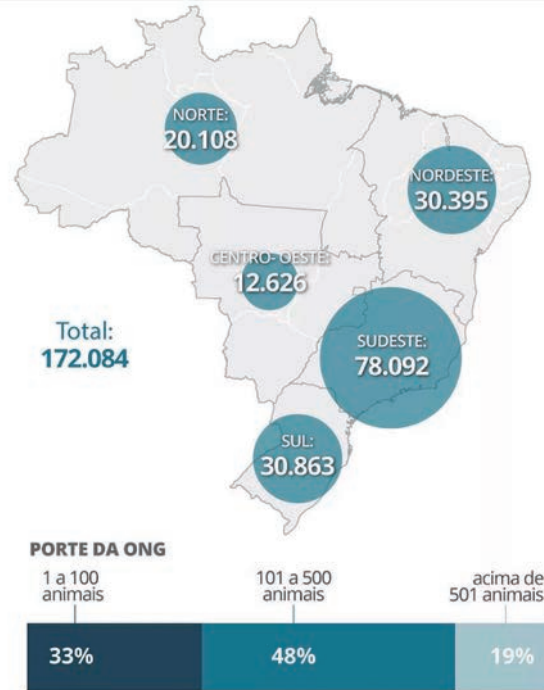 NORTE:
20.108
NORDESTE:
30.395
CENTRO- OESTE:
12.626
Total:
172.084
SUDESTE:
78.092
SUL:
30.863
PORTE DA ONG
1 a 100
animais
101 a 500
animais
acima de
501 animais
33%
48%
19%